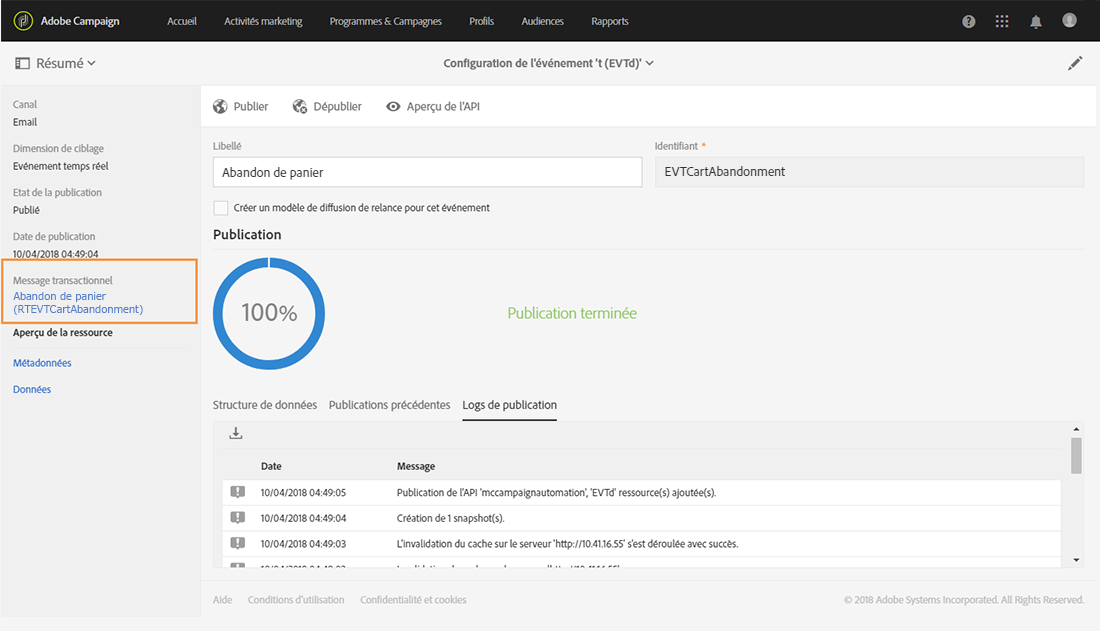 Adobe Campaign Accueil Activités marketing Programmes & Campagnes Profils Audiences Rapports
Résumé Configuration de l'événement 't (EVTd)'
Canal
Email
Dimension de ciblage
Evénement temps réel
Etat de la publication
Publié
Date de publication
10/04/2018 04:49:04
Message transactionnel
Abandon de panier
(RTEVTCartAbandonment)
Aperçu de la ressource
Métadonnées
Données
Publier Dépublier Aperçu de l'API
Libellé Identifiant *
Abandon de panier EVTCartAbandonment
Créer un modèle de diffusion de relance pour cet événement
Publication
100% Publication terminée
Structure de données Publications précédentes Logs de publication
Date Message
10/04/2018 04:49:05 Publication de l'API 'mccampaignautomation', 'EVTd' ressource(s) ajoutée(s).
10/04/2018 04:49:04 Création de 1 snapshot(s).
10/04/2018 04:49:03 L'invalidation du cache sur le serveur 'http://10.41.16.55' s'est déroulée avec succès.
Aide Conditions d'utilisation Confidentialité et cookies © 2018 Adobe Systems Incorporated. All Rights Reserved.